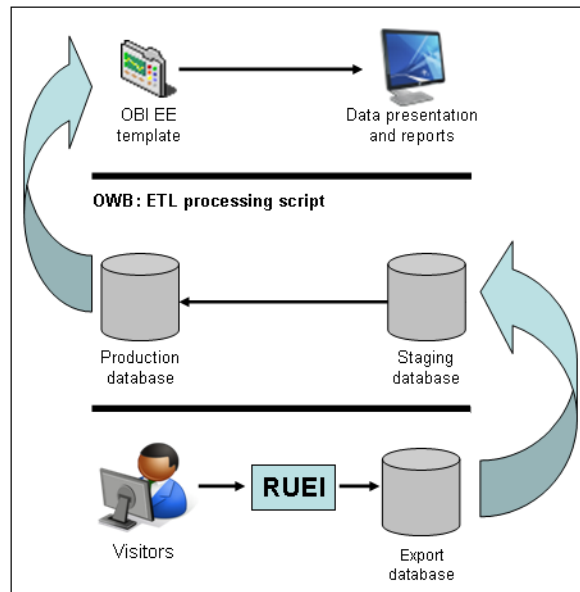 OBI EE
template
Data presentation
and reports
OWB: ETL processing script
Production
database
Staging
database
Visitors
RUEI
Export
database